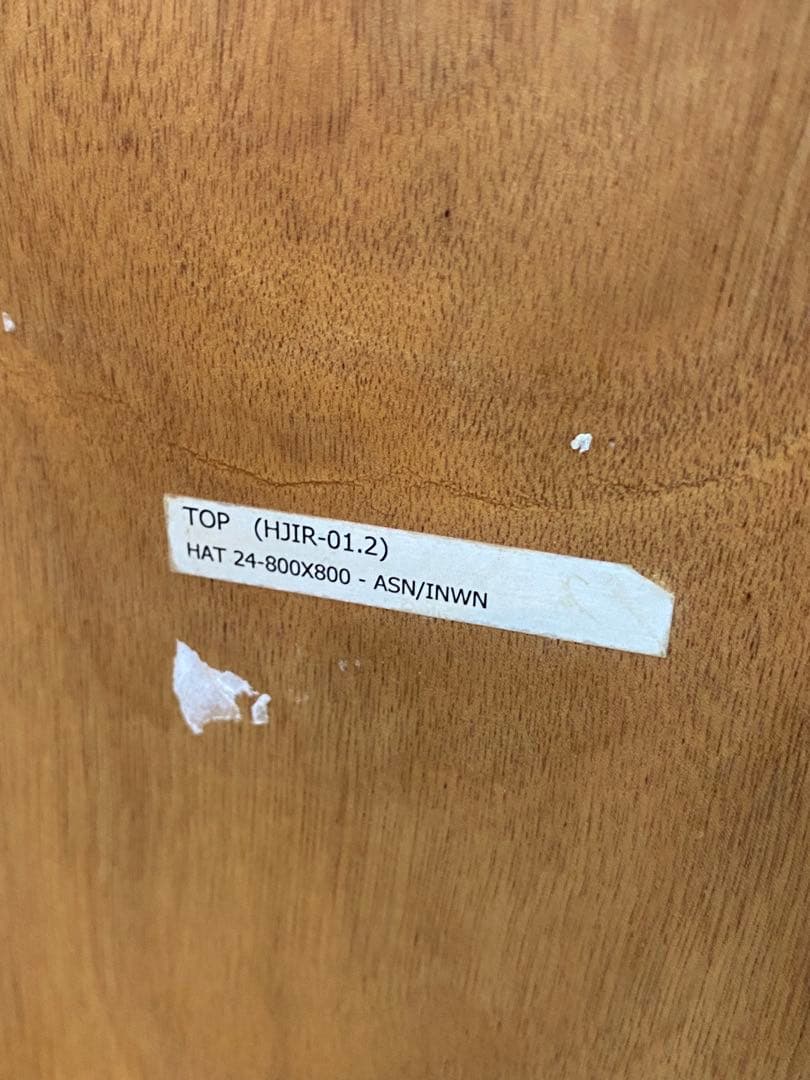 TOP (HJIR-01.2)
HAT 24-800X800 - ASN/INWN